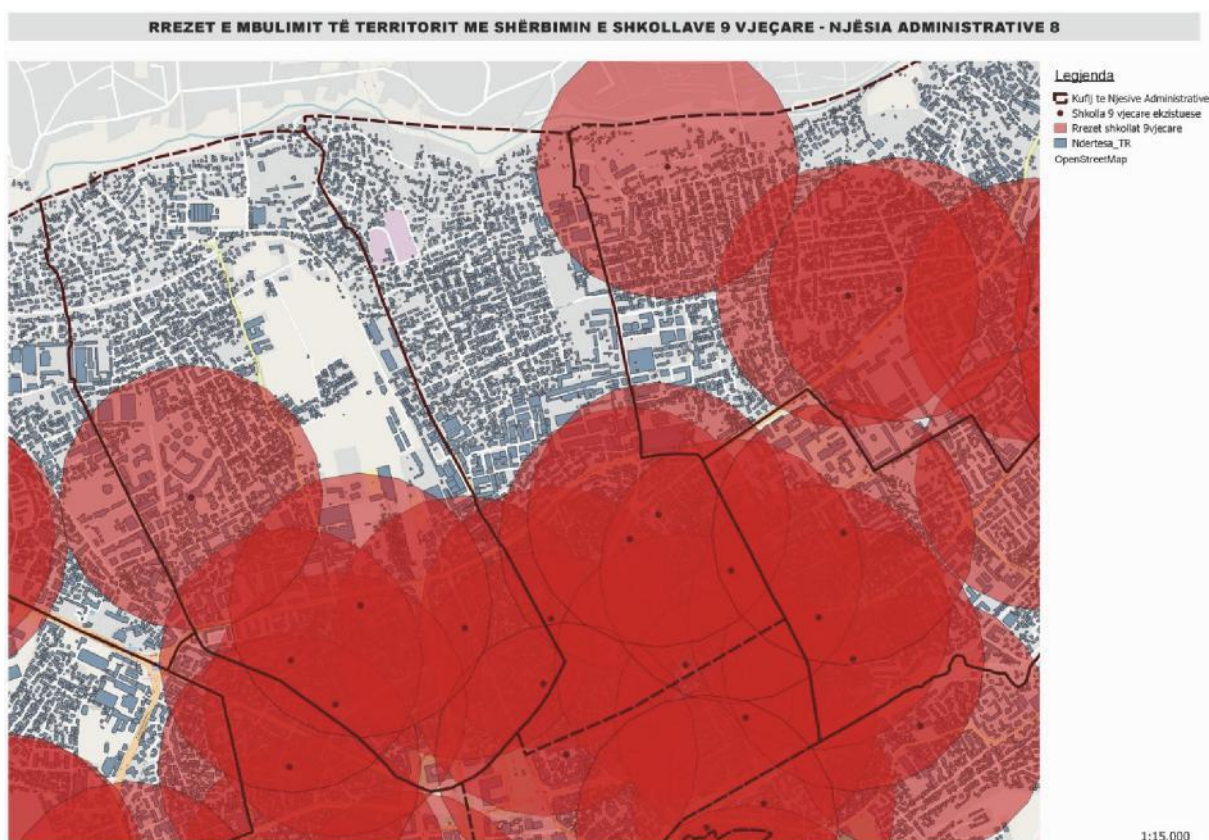 RREZET E MBULIMIT TË TERRITORIT ME SHËRBIMIN E SHKOLLAVE 9 VJEÇARE - NJËSIA ADMINISTRATIVE 8
Legjenda
Kufij te Njesive Administrative
Shkolla 9 vjecare ekzistuese
Rrezet shkollat 9vjecare
Ndertesa_TR
OpenStreetMap
1:15.000